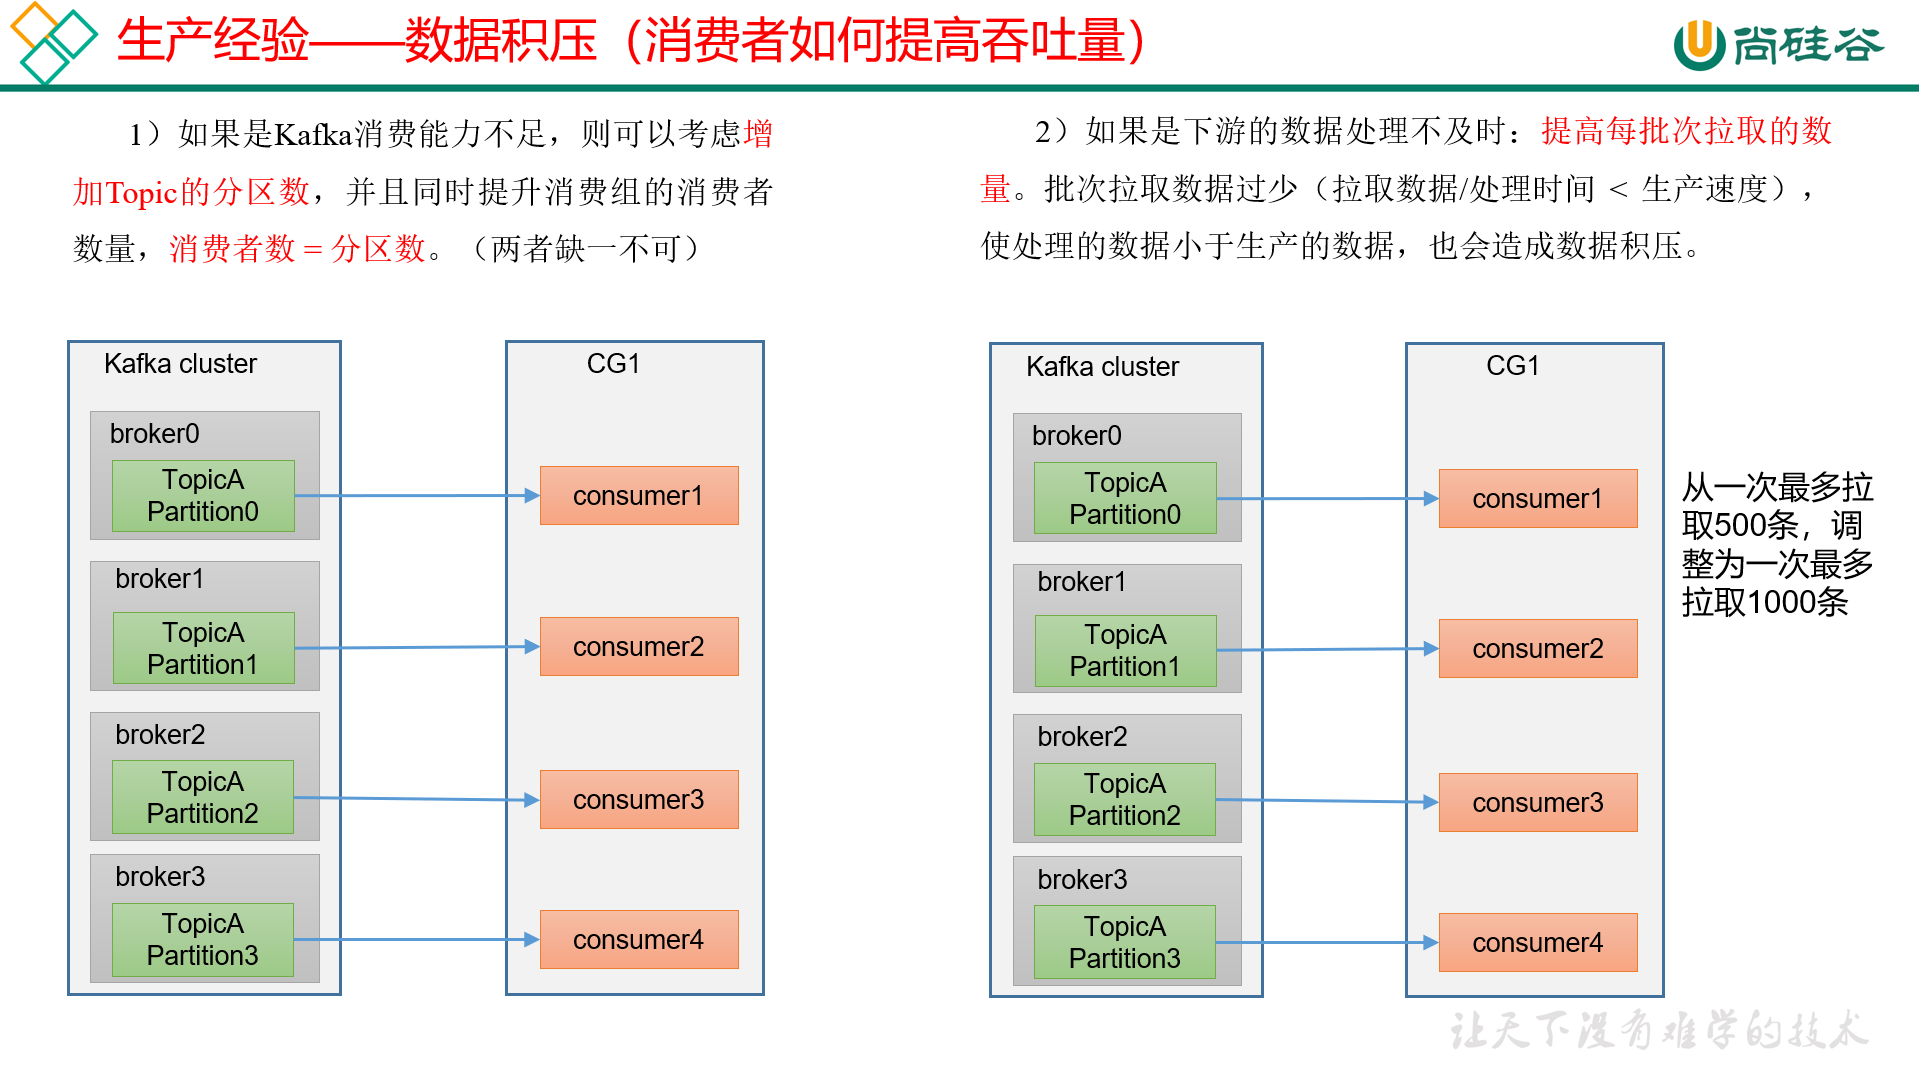 生产经验——数据积压（消费者如何提高吞吐量）
尚硅谷
1）如果是Kafka消费能力不足，则可以考虑增
加Topic的分区数，并且同时提升消费组的消费者
数量，消费者数 = 分区数。（两者缺一不可）
2）如果是下游的数据处理不及时：提高每批次拉取的数
量。批次拉取数据过少（拉取数据/处理时间 < 生产速度），
使处理的数据小于生产的数据，也会造成数据积压。
Kafka cluster
broker0
TopicA
Partition0
broker1
TopicA
Partition1
broker2
TopicA
Partition2
broker3
TopicA
Partition3
CG1
consumer1
consumer2
consumer3
consumer4
Kafka cluster
broker0
TopicA
Partition0
broker1
TopicA
Partition1
broker2
TopicA
Partition2
broker3
TopicA
Partition3
CG1
consumer1
consumer2
consumer3
consumer4
从一次最多拉
取500条，调
整为一次最多
拉取1000条
让天下没有难学的技术